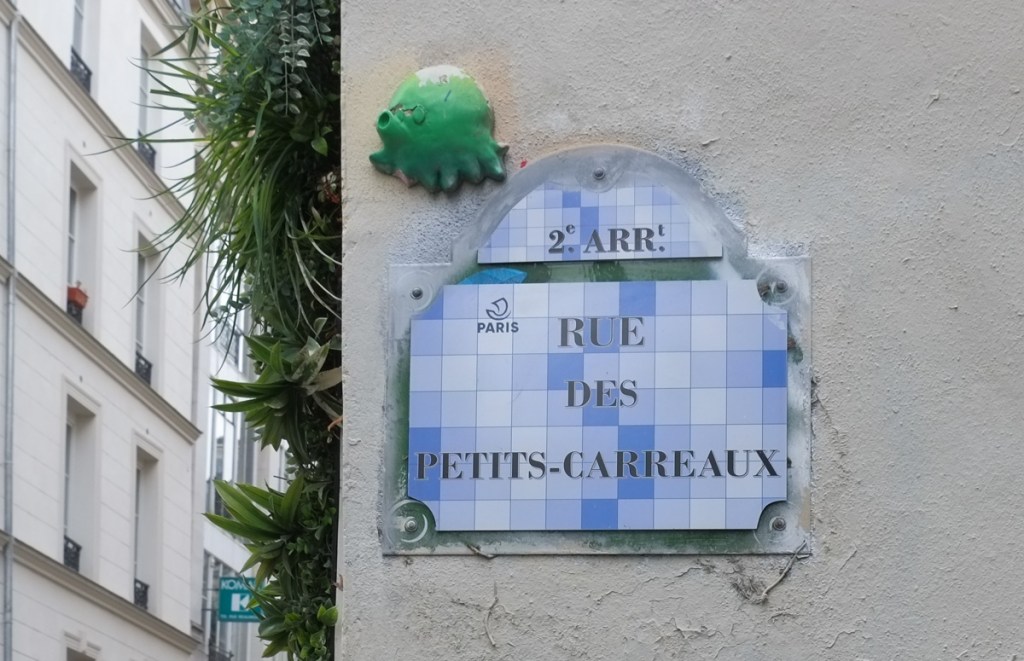 2e. ARRt.
PARIS
RUE
DES
PETITS-CARREAUX
K